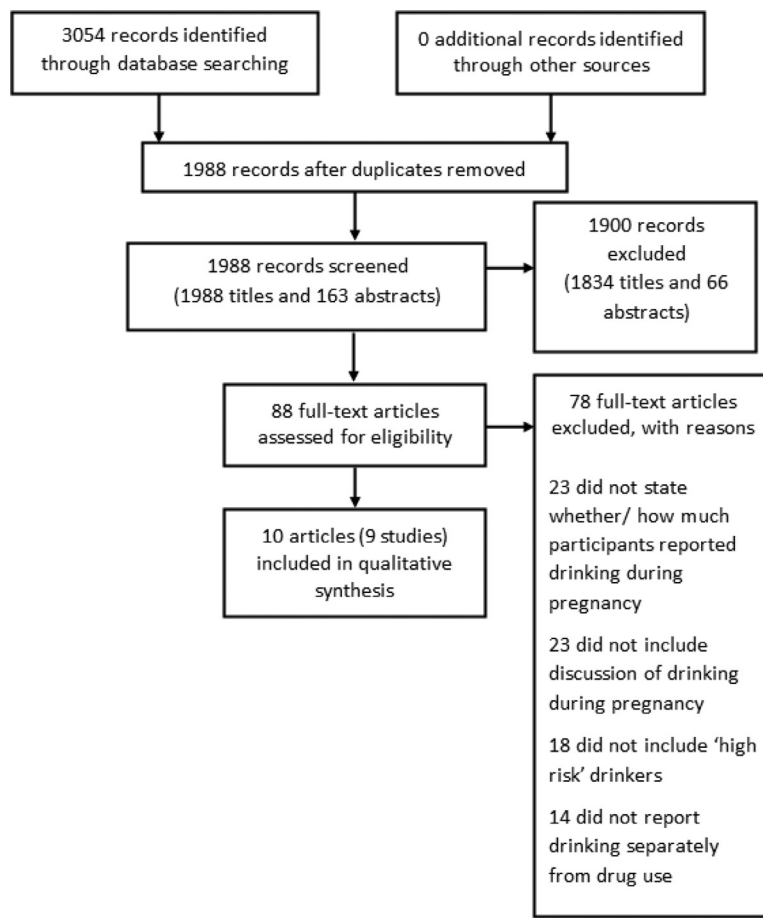 3054 records identified
through database searching
0 additional records identified
through other sources
1988 records after duplicates removed
1988 records screened
(1988 titles and 163 abstracts)
1900 records
excluded
(1834 titles and 66
abstracts)
88 full-text articles
assessed for eligibility
78 full-text articles
excluded, with reasons
23 did not state
whether/ how much
participants reported
drinking during
pregnancy
23 did not include
discussion of drinking
during pregnancy
18 did not include ‘high
risk’ drinkers
14 did not report
drinking separately
from drug use
10 articles (9 studies)
included in qualitative
synthesis